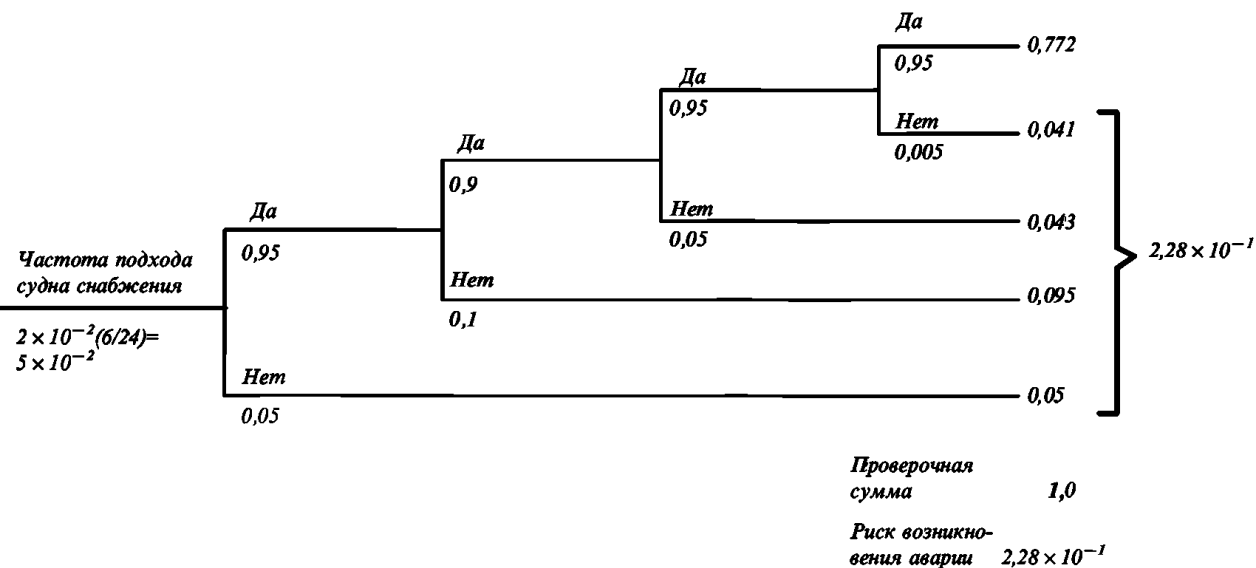 Да
0,772
0,95
Да
0,95
Нет
0,041
0,005
Да
0,9
Нет
0,043
0,05
Да
0,95
2,28 × 10⁻¹
Частота подхода
судна снабжения
Нет
0,095
0,1
2 × 10⁻²(6/24)=
5 × 10⁻²
Нет
0,05
0,05
Проверочная
сумма 1,0
Риск возникно-
вения аварии 2,28 × 10⁻¹